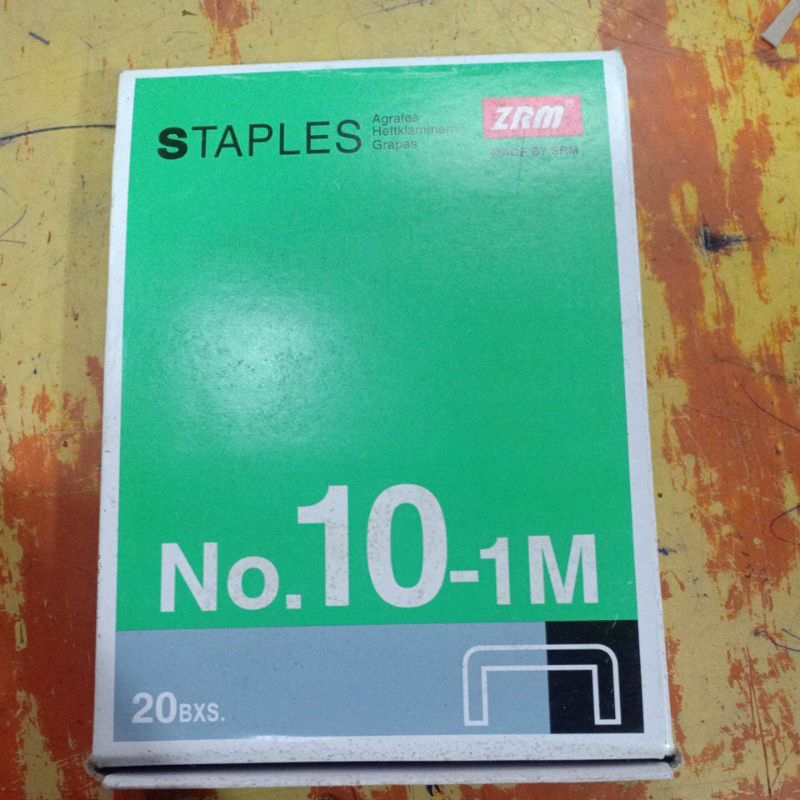 STAPLES
Agrafes
Heftklammern
Grapas
ZRM®
MADE BY SRM
No.10-1M
20BXS.